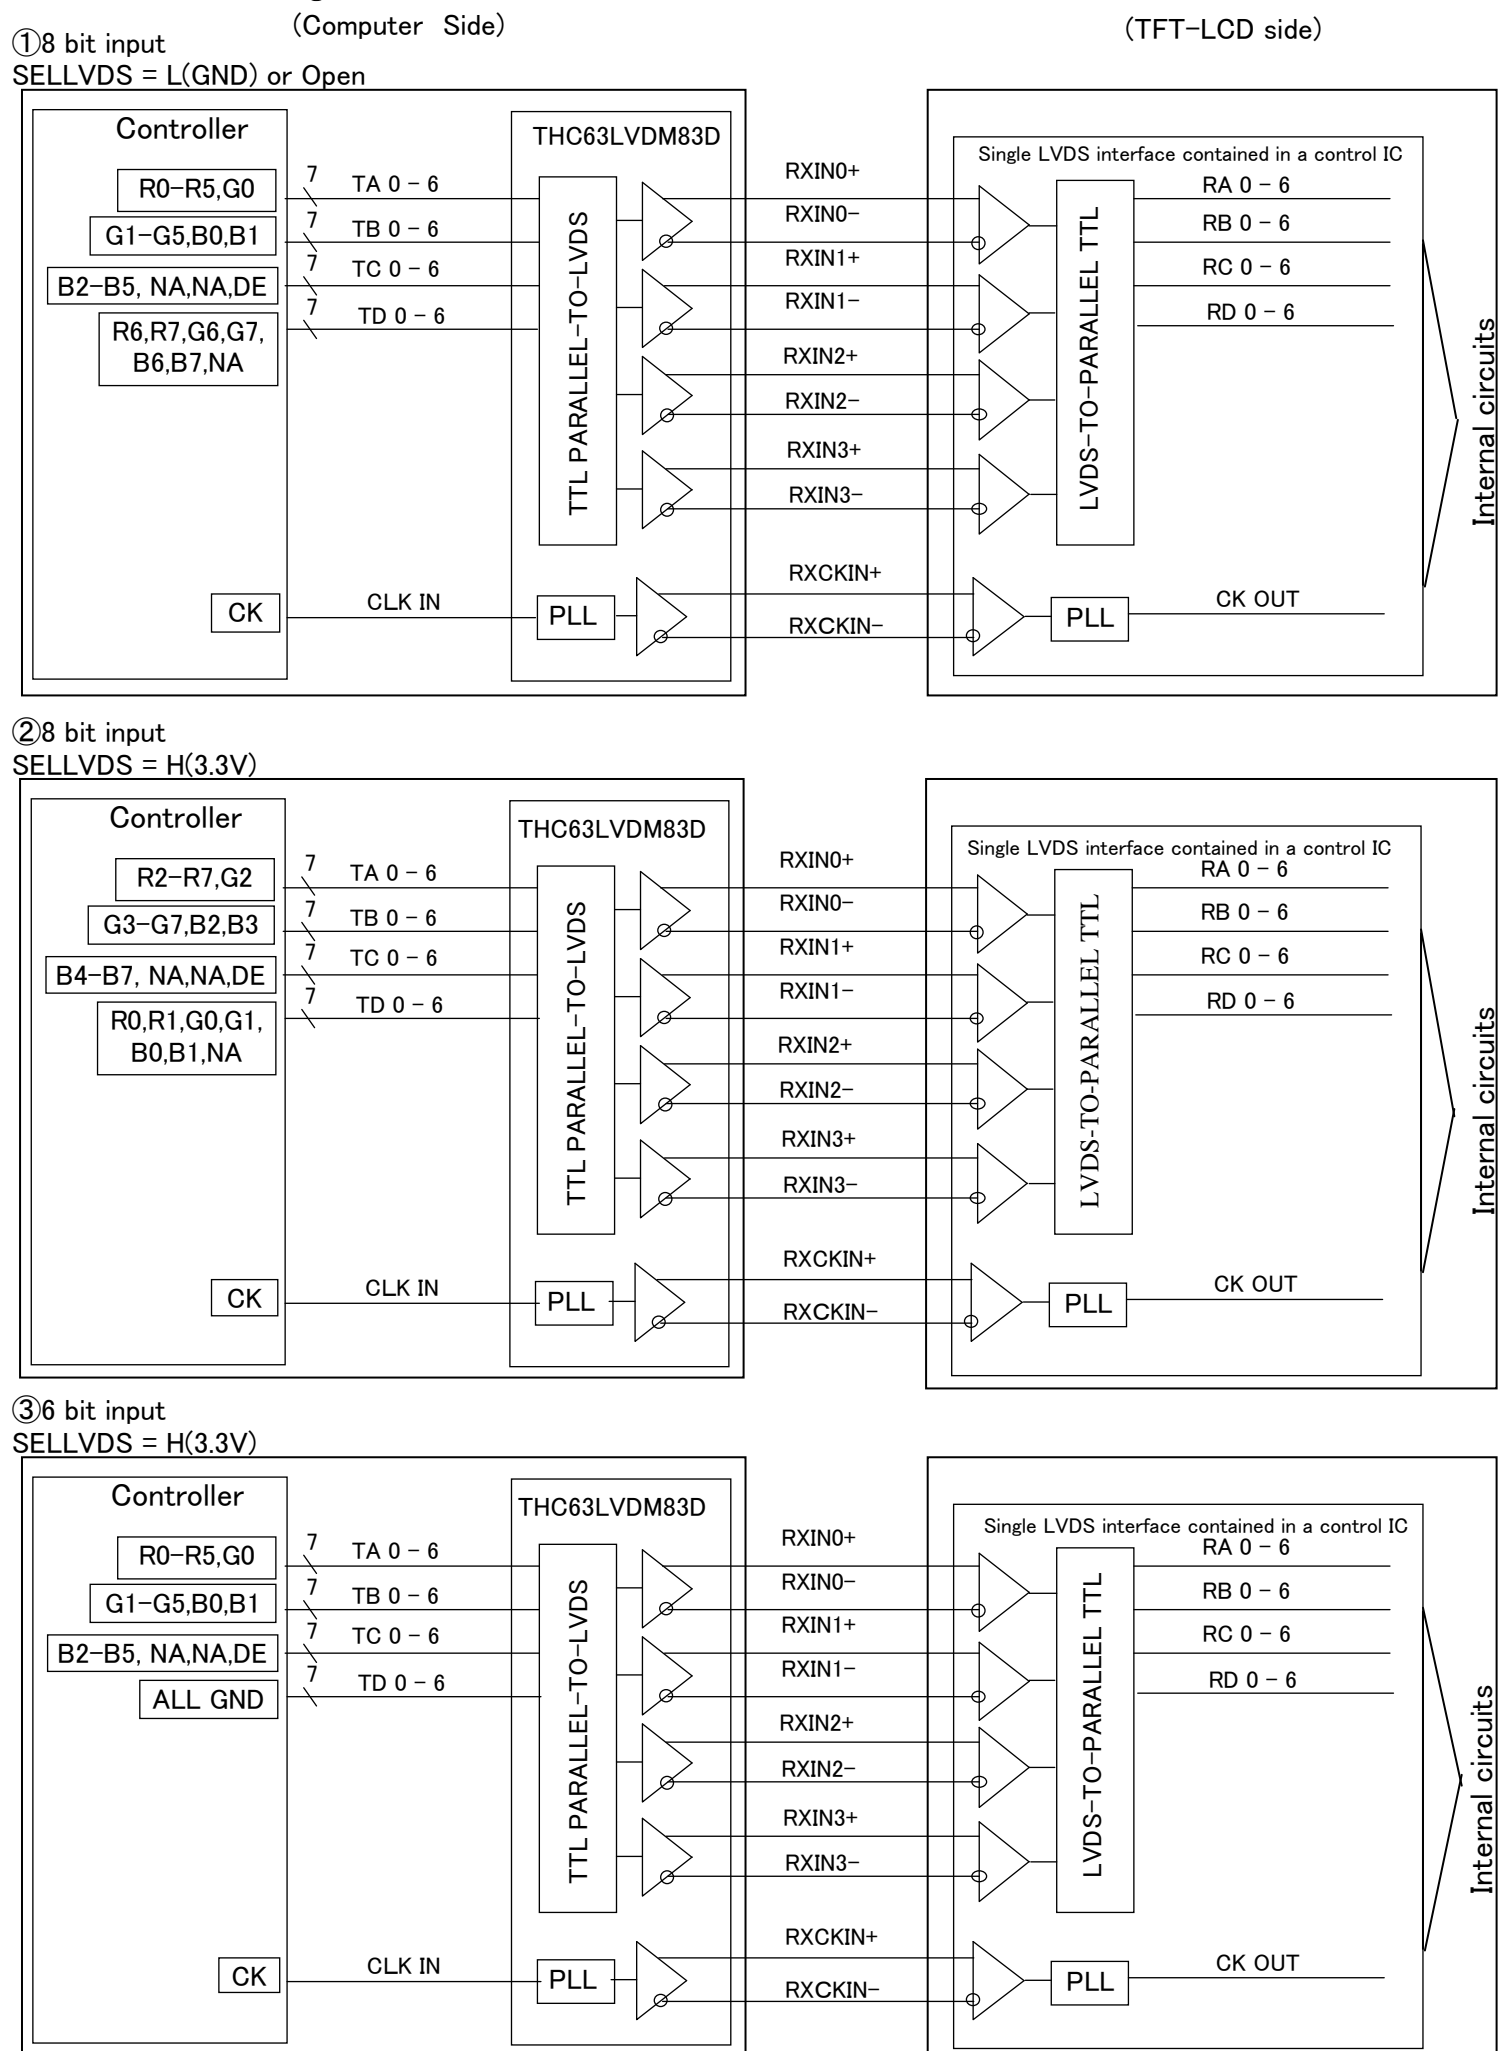 (Computer Side)
(TFT-LCD side)
①8 bit input
SELLVDS = L(GND) or Open
Controller
THC63LVDM83D
Single LVDS interface contained in a control IC
R0-R5,G0
7
TA 0 - 6
RXIN0+
RA 0 - 6
G1-G5,B0,B1
7
TB 0 - 6
RXIN0-
RB 0 - 6
B2-B5, NA,NA,DE
7
TC 0 - 6
RXIN1+
RC 0 - 6
R6,R7,G6,G7,
B6,B7,NA
7
TD 0 - 6
RXIN1-
RD 0 - 6
TTL PARALLEL-TO-LVDS
RXIN2+
RXIN2-
RXIN3+
RXIN3-
LVDS-TO-PARALLEL TTL
Internal circuits
CK
CLK IN
PLL
RXCKIN+
RXCKIN-
PLL
CK OUT
②8 bit input
SELLVDS = H(3.3V)
Controller
THC63LVDM83D
Single LVDS interface contained in a control IC
R2-R7,G2
7
TA 0 - 6
RXIN0+
RA 0 - 6
G3-G7,B2,B3
7
TB 0 - 6
RXIN0-
RB 0 - 6
B4-B7, NA,NA,DE
7
TC 0 - 6
RXIN1+
RC 0 - 6
R0,R1,G0,G1,
B0,B1,NA
7
TD 0 - 6
RXIN1-
RD 0 - 6
TTL PARALLEL-TO-LVDS
RXIN2+
RXIN2-
RXIN3+
RXIN3-
LVDS-TO-PARALLEL TTL
Internal circuits
CK
CLK IN
PLL
RXCKIN+
RXCKIN-
PLL
CK OUT
③6 bit input
SELLVDS = H(3.3V)
Controller
THC63LVDM83D
Single LVDS interface contained in a control IC
R0-R5,G0
7
TA 0 - 6
RXIN0+
RA 0 - 6
G1-G5,B0,B1
7
TB 0 - 6
RXIN0-
RB 0 - 6
B2-B5, NA,NA,DE
7
TC 0 - 6
RXIN1+
RC 0 - 6
ALL GND
7
TD 0 - 6
RXIN1-
RD 0 - 6
TTL PARALLEL-TO-LVDS
RXIN2+
RXIN2-
RXIN3+
RXIN3-
LVDS-TO-PARALLEL TTL
Internal circuits
CK
CLK IN
PLL
RXCKIN+
RXCKIN-
PLL
CK OUT